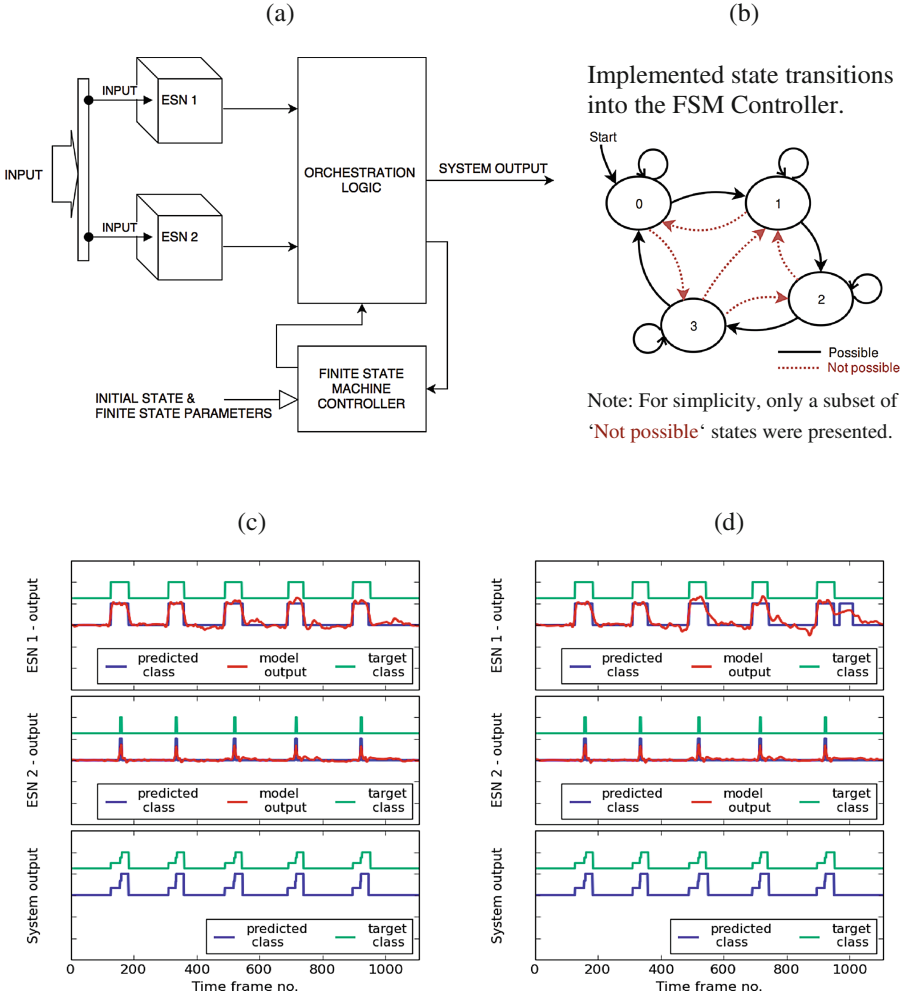 (a)
(b)
INPUT
INPUT
ESN 1
INPUT
ESN 2
ORCHESTRATION
LOGIC
SYSTEM OUTPUT
FINITE STATE
MACHINE
CONTROLLER
INITIAL STATE &
FINITE STATE PARAMETERS
Implemented state transitions
into the FSM Controller.
Start
0
1
2
3
Possible
Not possible
Note: For simplicity, only a subset of
‘Not possible‘ states were presented.
(c)
(d)
ESN 1 - output
predicted
class
model
output
target
class
ESN 2 - output
predicted
class
model
output
target
class
System output
predicted
class
target
class
0 200 400 600 800 1000
Time frame no.
ESN 1 - output
predicted
class
model
output
target
class
ESN 2 - output
predicted
class
model
output
target
class
System output
predicted
class
target
class
0 200 400 600 800 1000
Time frame no.